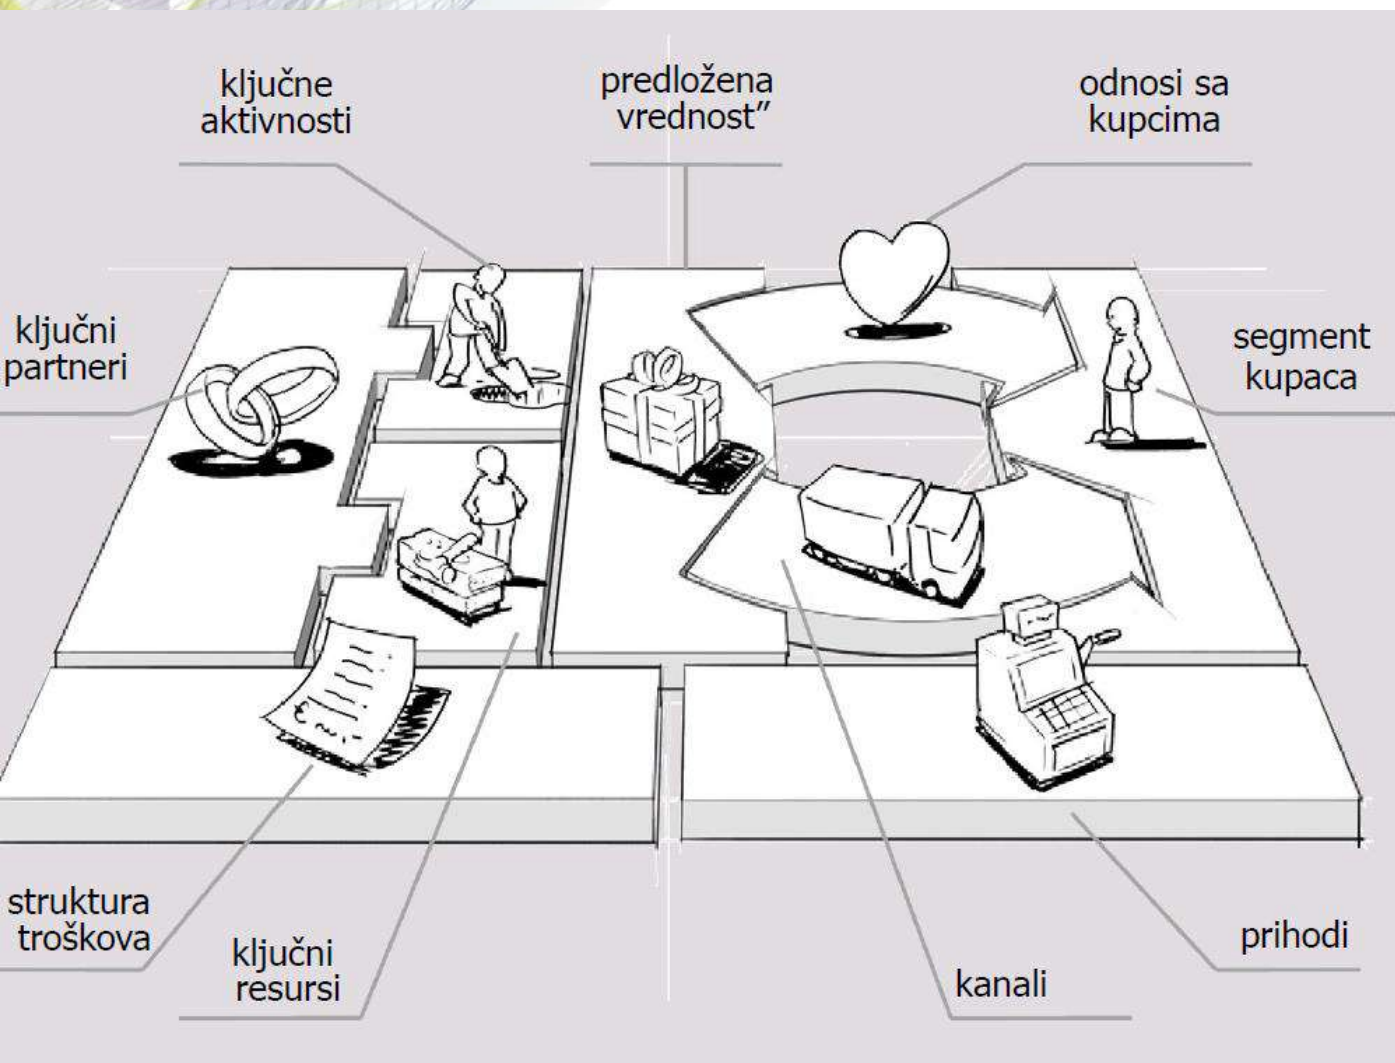 ključne
aktivnosti
predložena
vrednost”
odnosi sa
kupcima
ključni
partneri
segment
kupaca
struktura
troškova
ključni
resursi
kanali
prihodi